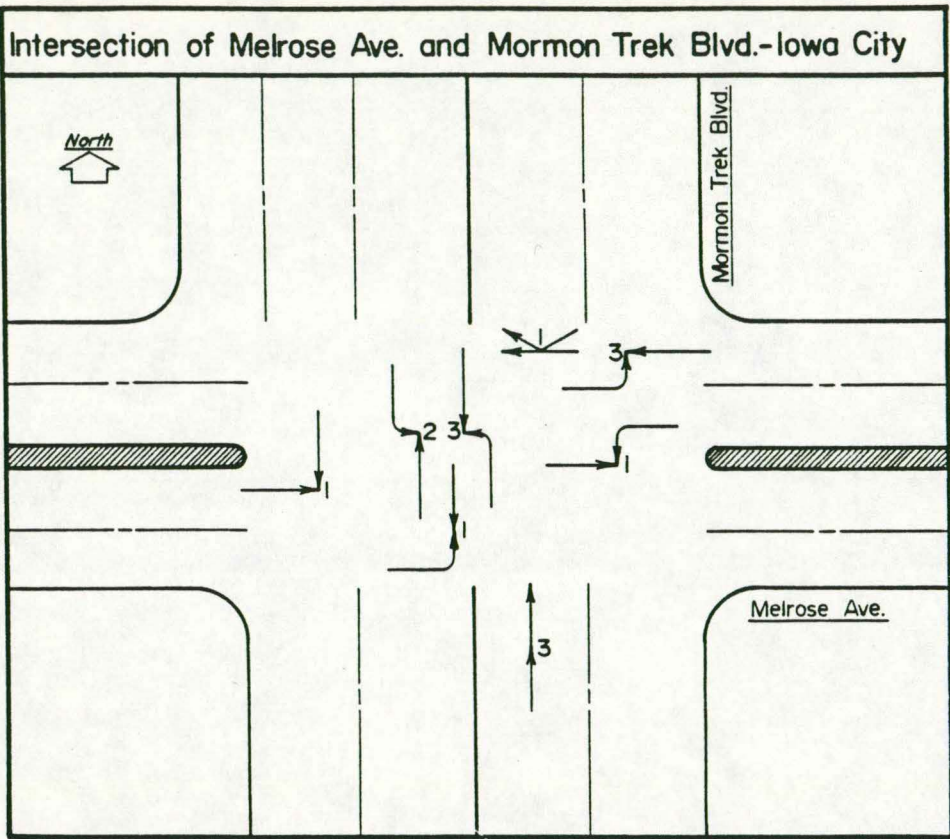 Intersection of Melrose Ave. and Mormon Trek Blvd.-Iowa City
North
Mormon Trek Blvd.
1
3
2 3
1
1
1
3
Melrose Ave.